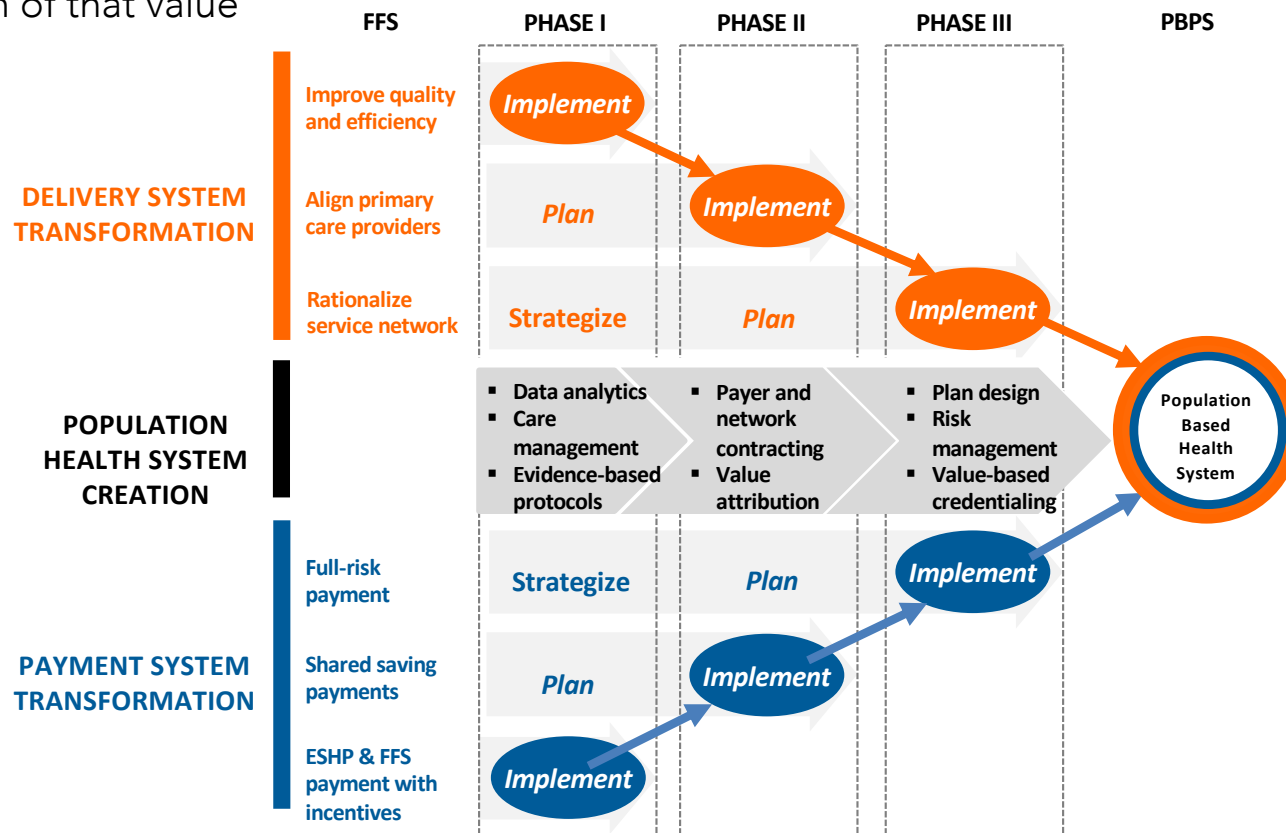 n of that value
FFS
PHASE I
PHASE II
PHASE III
PBPS
DELIVERY SYSTEM
TRANSFORMATION
Improve quality
and efficiency
Implement
Align primary
care providers
Plan
Implement
Rationalize
service network
Strategize
Plan
Implement
POPULATION
HEALTH SYSTEM
CREATION
▪ Data analytics
▪ Care
management
▪ Evidence-based
protocols
▪ Payer and
network
contracting
▪ Value
attribution
▪ Plan design
▪ Risk
management
▪ Value-based
credentialing
Population
Based
Health
System
PAYMENT SYSTEM
TRANSFORMATION
Full-risk
payment
Strategize
Plan
Implement
Shared saving
payments
Plan
Implement
ESHP & FFS
payment with
incentives
Implement